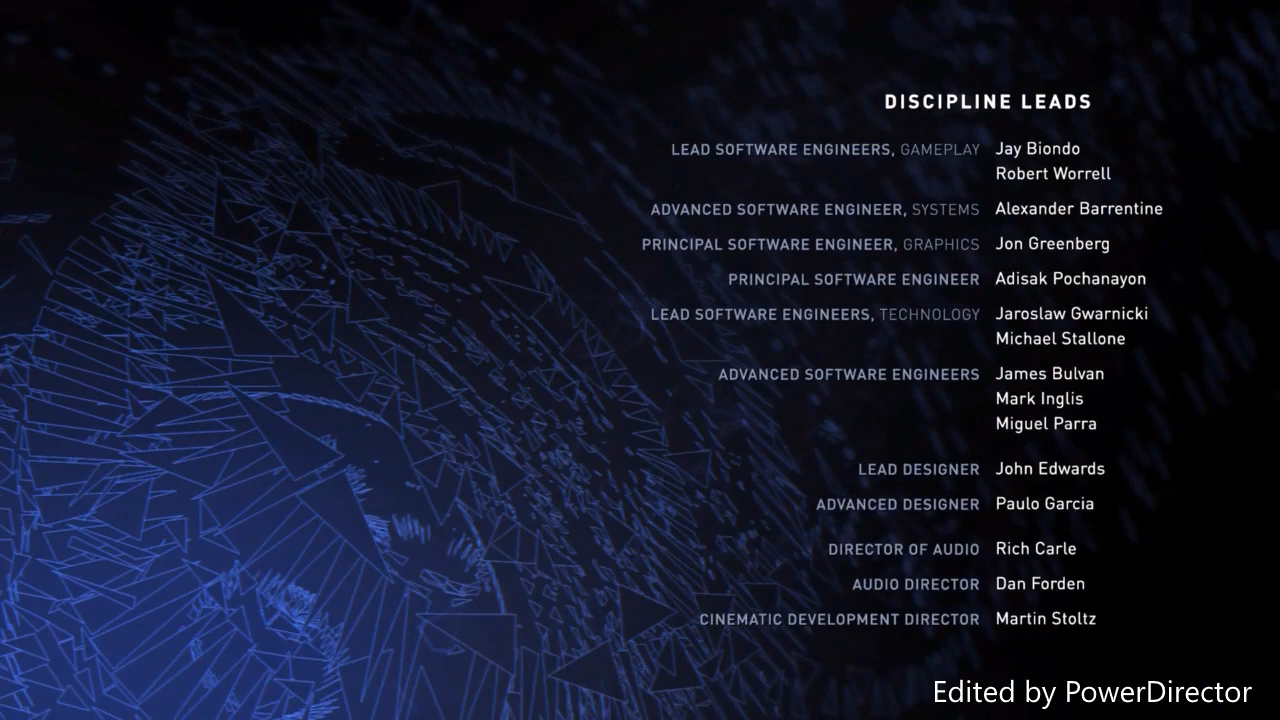 DISCIPLINE LEADS
LEAD SOFTWARE ENGINEERS, GAMEPLAY Jay Biondo
Robert Worrell
ADVANCED SOFTWARE ENGINEER, SYSTEMS Alexander Barrentine
PRINCIPAL SOFTWARE ENGINEER, GRAPHICS Jon Greenberg
PRINCIPAL SOFTWARE ENGINEER Adisak Pochanayon
LEAD SOFTWARE ENGINEERS, TECHNOLOGY Jaroslaw Gwarnicki
Michael Stallone
ADVANCED SOFTWARE ENGINEERS James Bulvan
Mark Inglis
Miguel Parra
LEAD DESIGNER John Edwards
ADVANCED DESIGNER Paulo Garcia
DIRECTOR OF AUDIO Rich Carle
AUDIO DIRECTOR Dan Forden
CINEMATIC DEVELOPMENT DIRECTOR Martin Stoltz
Edited by PowerDirector